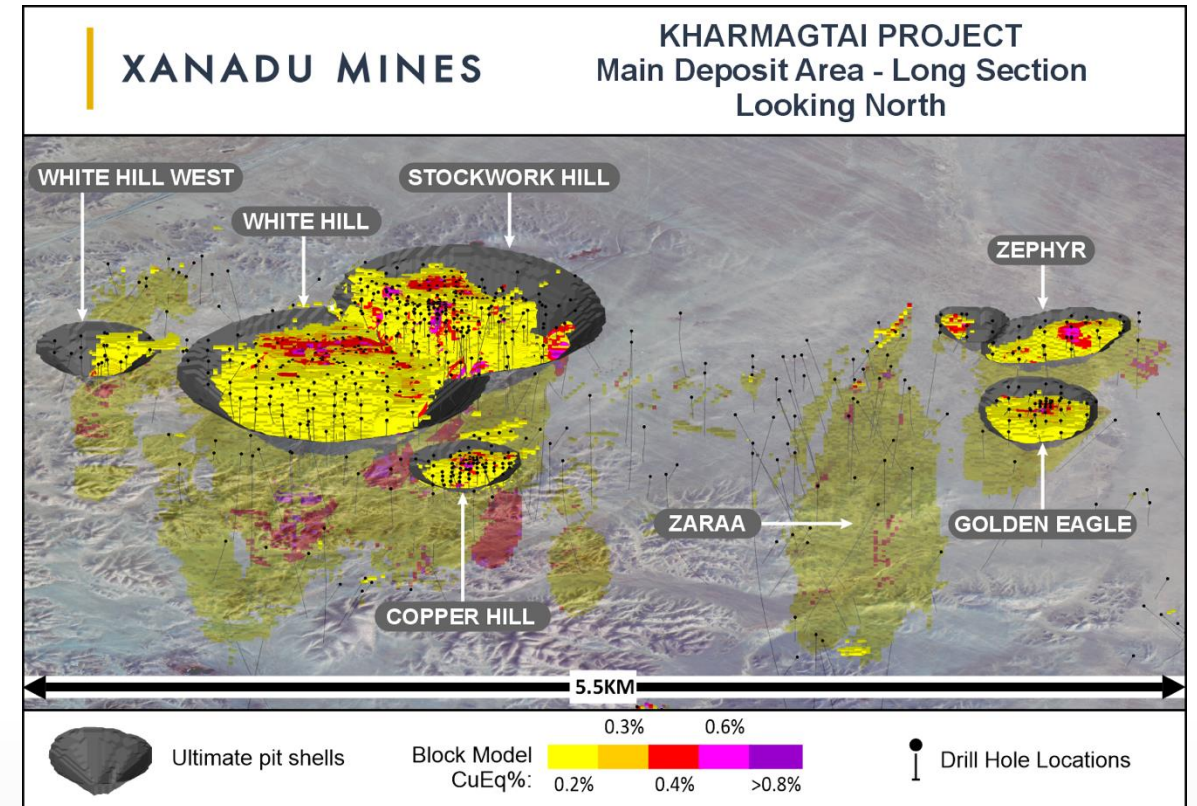 XANADU MINES
KHARMAGTAI PROJECT
Main Deposit Area - Long Section
Looking North
WHITE HILL WEST
STOCKWORK HILL
WHITE HILL
ZEPHYR
ZARAA
GOLDEN EAGLE
COPPER HILL
5.5KM
Ultimate pit shells
Block Model
CuEq%:
0.3% 0.6%
0.2% 0.4% >0.8%
Drill Hole Locations